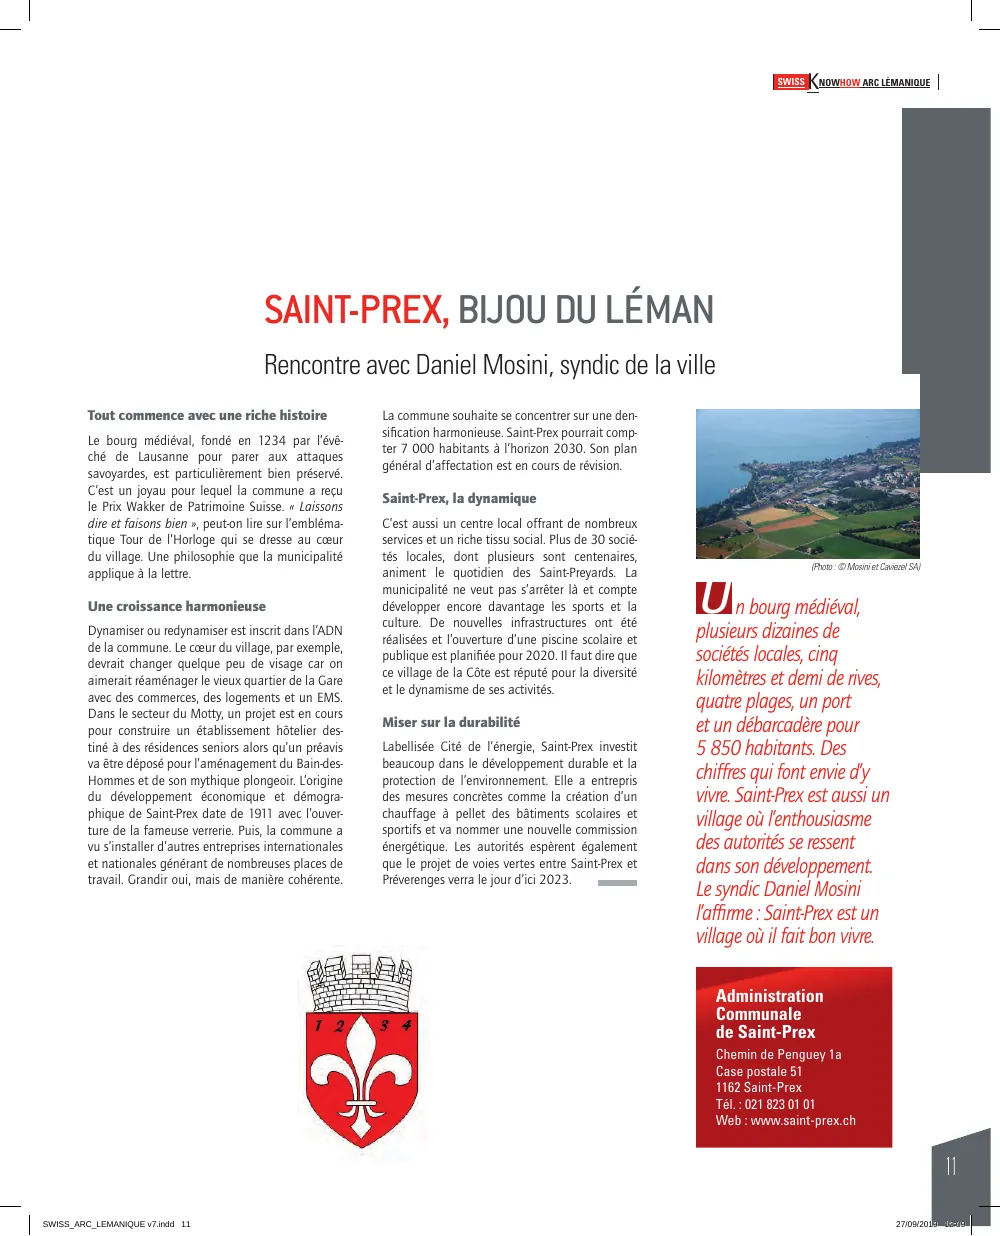 SWISS KNOWHOW ARC LÉMANIQUE
SAINT-PREX, BIJOU DU LÉMAN
Rencontre avec Daniel Mosini, syndic de la ville
Tout commence avec une riche histoire
Le bourg médiéval, fondé en 1234 par l’évê-
ché de Lausanne pour parer aux attaques
savoyardes, est particulièrement bien préservé.
C’est un joyau pour lequel la commune a reçu
le Prix Wakker de Patrimoine Suisse. « Laissons
dire et faisons bien », peut-on lire sur l’embléma-
tique Tour de l’Horloge qui se dresse au cœur
du village. Une philosophie que la municipalité
applique à la lettre.
Une croissance harmonieuse
Dynamiser ou redynamiser est inscrit dans l’ADN
de la commune. Le cœur du village, par exemple,
devrait changer quelque peu de visage car on
aimerait réaménager le vieux quartier de la Gare
avec des commerces, des logements et un EMS.
Dans le secteur du Motty, un projet est en cours
pour construire un établissement hôtelier des-
tiné à des résidences seniors alors qu’un préavis
va être déposé pour l’aménagement du Bain-des-
Hommes et de son mythique plongeoir. L’origine
du développement économique et démogra-
phique de Saint-Prex date de 1911 avec l’ouver-
ture de la fameuse verrerie. Puis, la commune a
vu s’installer d’autres entreprises internationales
et nationales générant de nombreuses places de
travail. Grandir oui, mais de manière cohérente.
La commune souhaite se concentrer sur une den-
sification harmonieuse. Saint-Prex pourrait comp-
ter 7 000 habitants à l’horizon 2030. Son plan
général d’affectation est en cours de révision.
Saint-Prex, la dynamique
C’est aussi un centre local offrant de nombreux
services et un riche tissu social. Plus de 30 socié-
tés locales, dont plusieurs sont centenaires,
animent le quotidien des Saint-Preyards. La
municipalité ne veut pas s’arrêter là et compte
développer encore davantage les sports et la
culture. De nouvelles infrastructures ont été
réalisées et l’ouverture d’une piscine scolaire et
publique est planifiée pour 2020. Il faut dire que
ce village de la Côte est réputé pour la diversité
et le dynamisme de ses activités.
Miser sur la durabilité
Labellisée Cité de l’énergie, Saint-Prex investit
beaucoup dans le développement durable et la
protection de l’environnement. Elle a entrepris
des mesures concrètes comme la création d’un
chauffage à pellet des bâtiments scolaires et
sportifs et va nommer une nouvelle commission
énergétique. Les autorités espèrent également
que le projet de voies vertes entre Saint-Prex et
Préverenges verra le jour d’ici 2023.
(Photo : © Mosini et Caviezel SA)
Un bourg médiéval,
plusieurs dizaines de
sociétés locales, cinq
kilomètres et demi de rives,
quatre plages, un port
et un débarcadère pour
5 850 habitants. Des
chiffres qui font envie d’y
vivre. Saint-Prex est aussi un
village où l’enthousiasme
des autorités se ressent
dans son développement.
Le syndic Daniel Mosini
l’affirme : Saint-Prex est un
village où il fait bon vivre.
1 2 3 4
Administration
Communale
de Saint-Prex
Chemin de Penguey 1a
Case postale 51
1162 Saint-Prex
Tél. : 021 823 01 01
Web : www.saint-prex.ch
11
SWISS_ARC_LEMANIQUE v7.indd 11